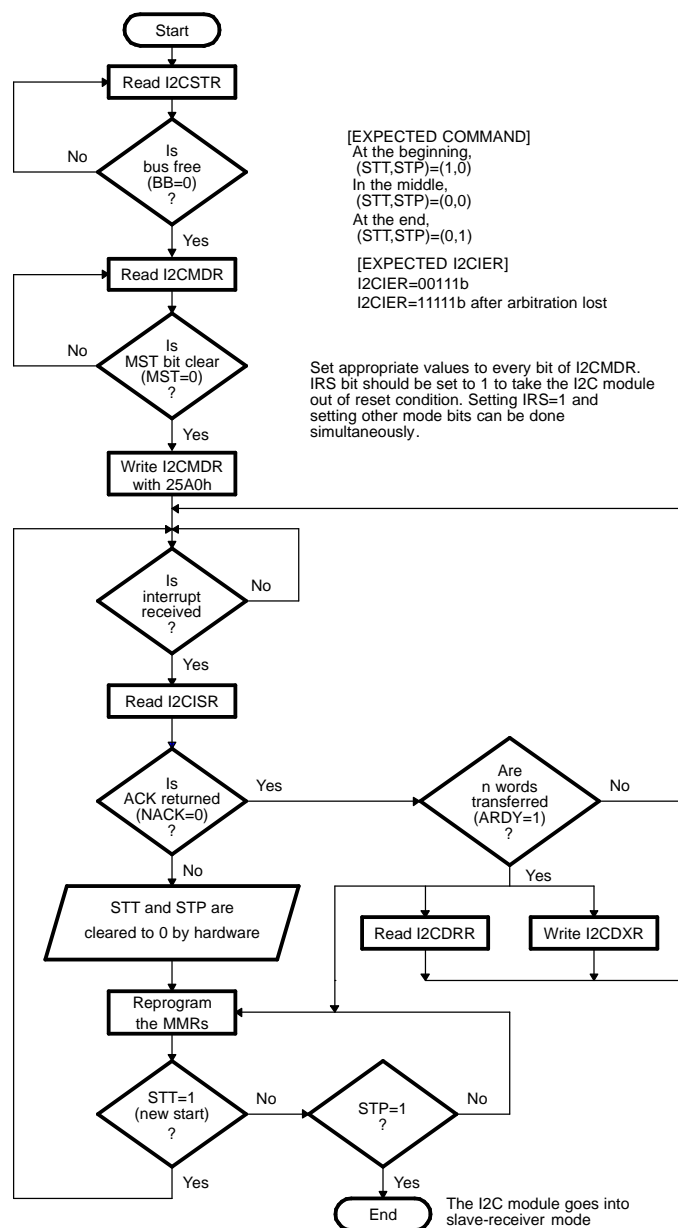 Start
Read I2CSTR
Is
bus free
(BB=0)
?
No
Yes
[EXPECTED COMMAND]
At the beginning,
(STT,STP)=(1,0)
In the middle,
(STT,STP)=(0,0)
At the end,
(STT,STP)=(0,1)
[EXPECTED I2CIER]
I2CIER=00111b
I2CIER=11111b after arbitration lost
Read I2CMDR
Is
MST bit clear
(MST=0)
?
No
Yes
Set appropriate values to every bit of I2CMDR.
IRS bit should be set to 1 to take the I2C module
out of reset condition. Setting IRS=1 and
setting other mode bits can be done
simultaneously.
Write I2CMDR
with 25A0h
Is
interrupt
received
?
No
Yes
Read I2CISR
Is
ACK returned
(NACK=0)
?
Yes
No
Are
n words
transferred
(ARDY=1)
?
No
Yes
STT and STP are
cleared to 0 by hardware
Read I2CDRR
Write I2CDXR
Reprogram
the MMRs
STT=1
(new start)
?
No
Yes
STP=1
?
No
Yes
End
The I2C module goes into
slave-receiver mode